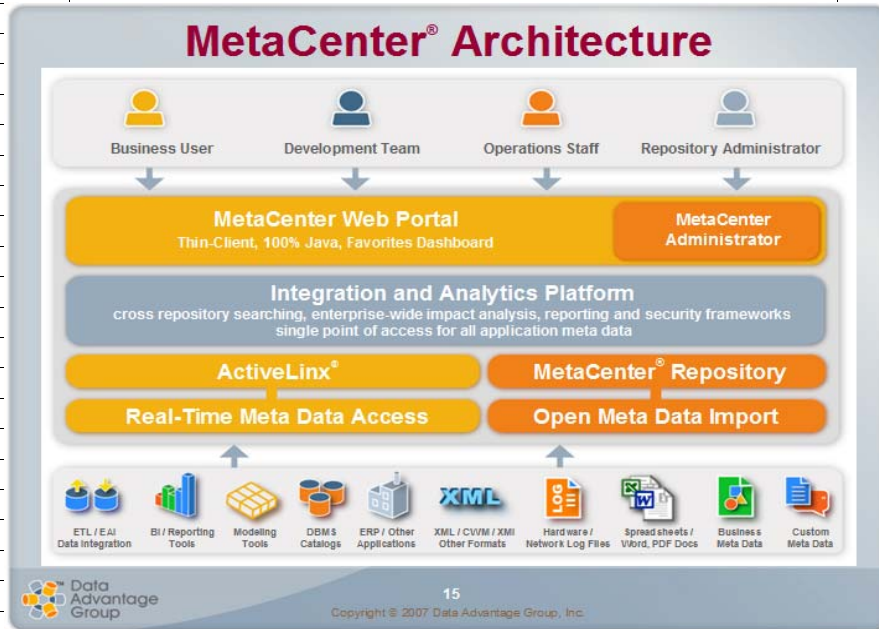 MetaCenter® Architecture
Business User
Development Team
Operations Staff
Repository Administrator
MetaCenter Web Portal
Thin-Client, 100% Java, Favorites Dashboard
MetaCenter
Administrator
Integration and Analytics Platform
cross repository searching, enterprise-wide impact analysis, reporting and security frameworks
single point of access for all application meta data
ActiveLinx®
MetaCenter® Repository
Real-Time Meta Data Access
Open Meta Data Import
XML
LOG
X
W
ETL / EAI
Data Integration
BI / Reporting
Tools
Modeling
Tools
DBMS
Catalogs
ERP / Other
Applications
XML / CWM / XMI
Other Formats
Hardware /
Network Log Files
Spreadsheets /
Word, PDF Docs
Business
Meta Data
Custom
Meta Data
Data
Advantage
Group
™
15
Copyright © 2007 Data Advantage Group, Inc.